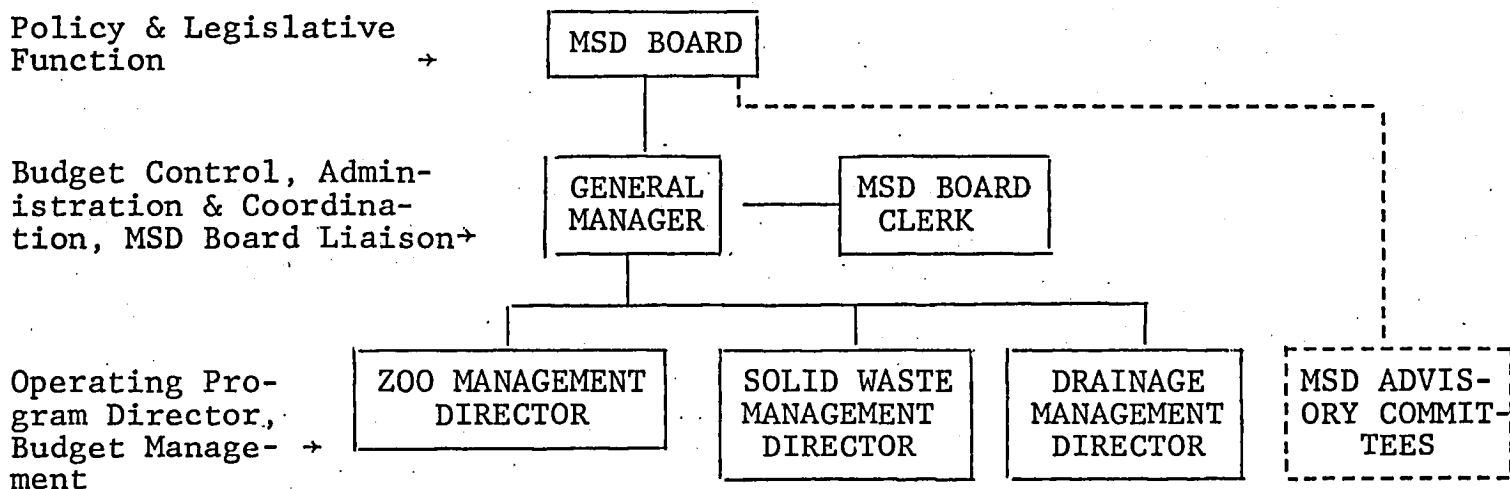 Policy & Legislative
Function →
MSD BOARD
Budget Control, Admin-
istration & Coordina-
tion, MSD Board Liaison→
GENERAL
MANAGER
MSD BOARD
CLERK
Operating Pro-
gram Director,
Budget Manage- →
ment
ZOO MANAGEMENT
DIRECTOR
SOLID WASTE
MANAGEMENT
DIRECTOR
DRAINAGE
MANAGEMENT
DIRECTOR
MSD ADVIS-
ORY COMMIT-
TEES